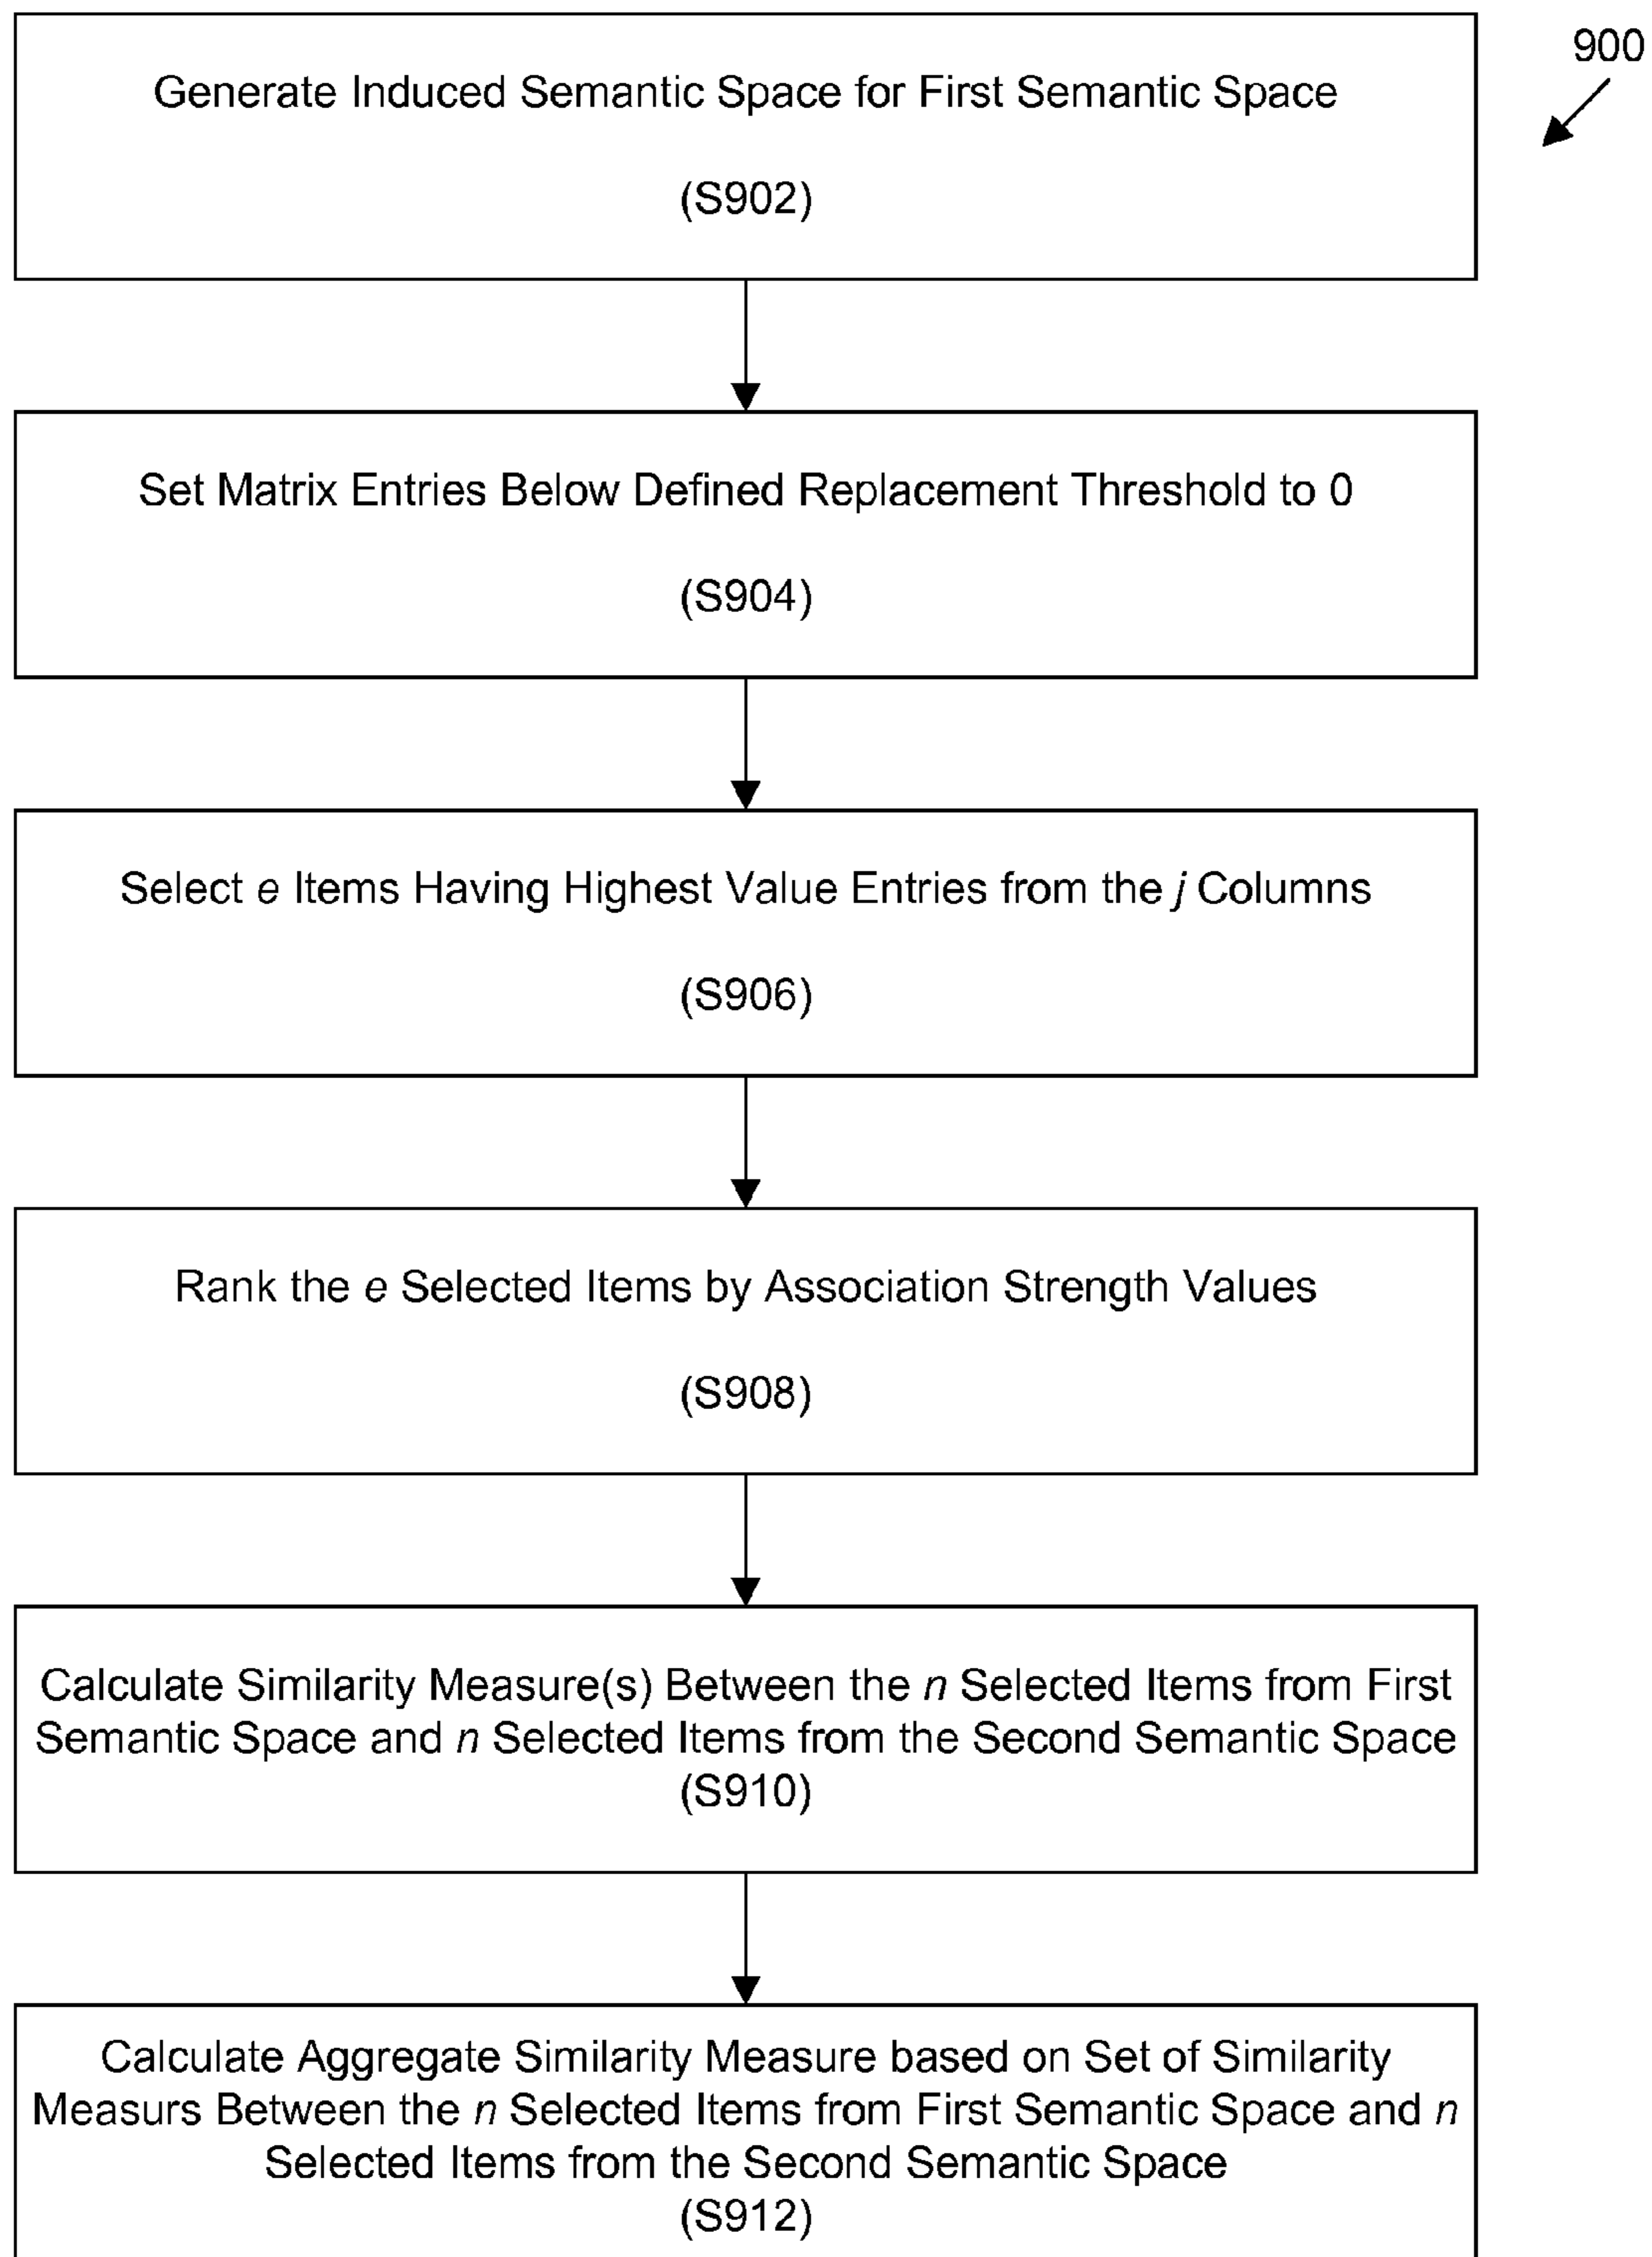 900
Generate Induced Semantic Space for First Semantic Space
(S902)
Set Matrix Entries Below Defined Replacement Threshold to 0
(S904)
Select e Items Having Highest Value Entries from the j Columns
(S906)
Rank the e Selected Items by Association Strength Values
(S908)
Calculate Similarity Measure(s) Between the n Selected Items from First
Semantic Space and n Selected Items from the Second Semantic Space
(S910)
Calculate Aggregate Similarity Measure based on Set of Similarity
Measurs Between the n Selected Items from First Semantic Space and n
Selected Items from the Second Semantic Space
(S912)